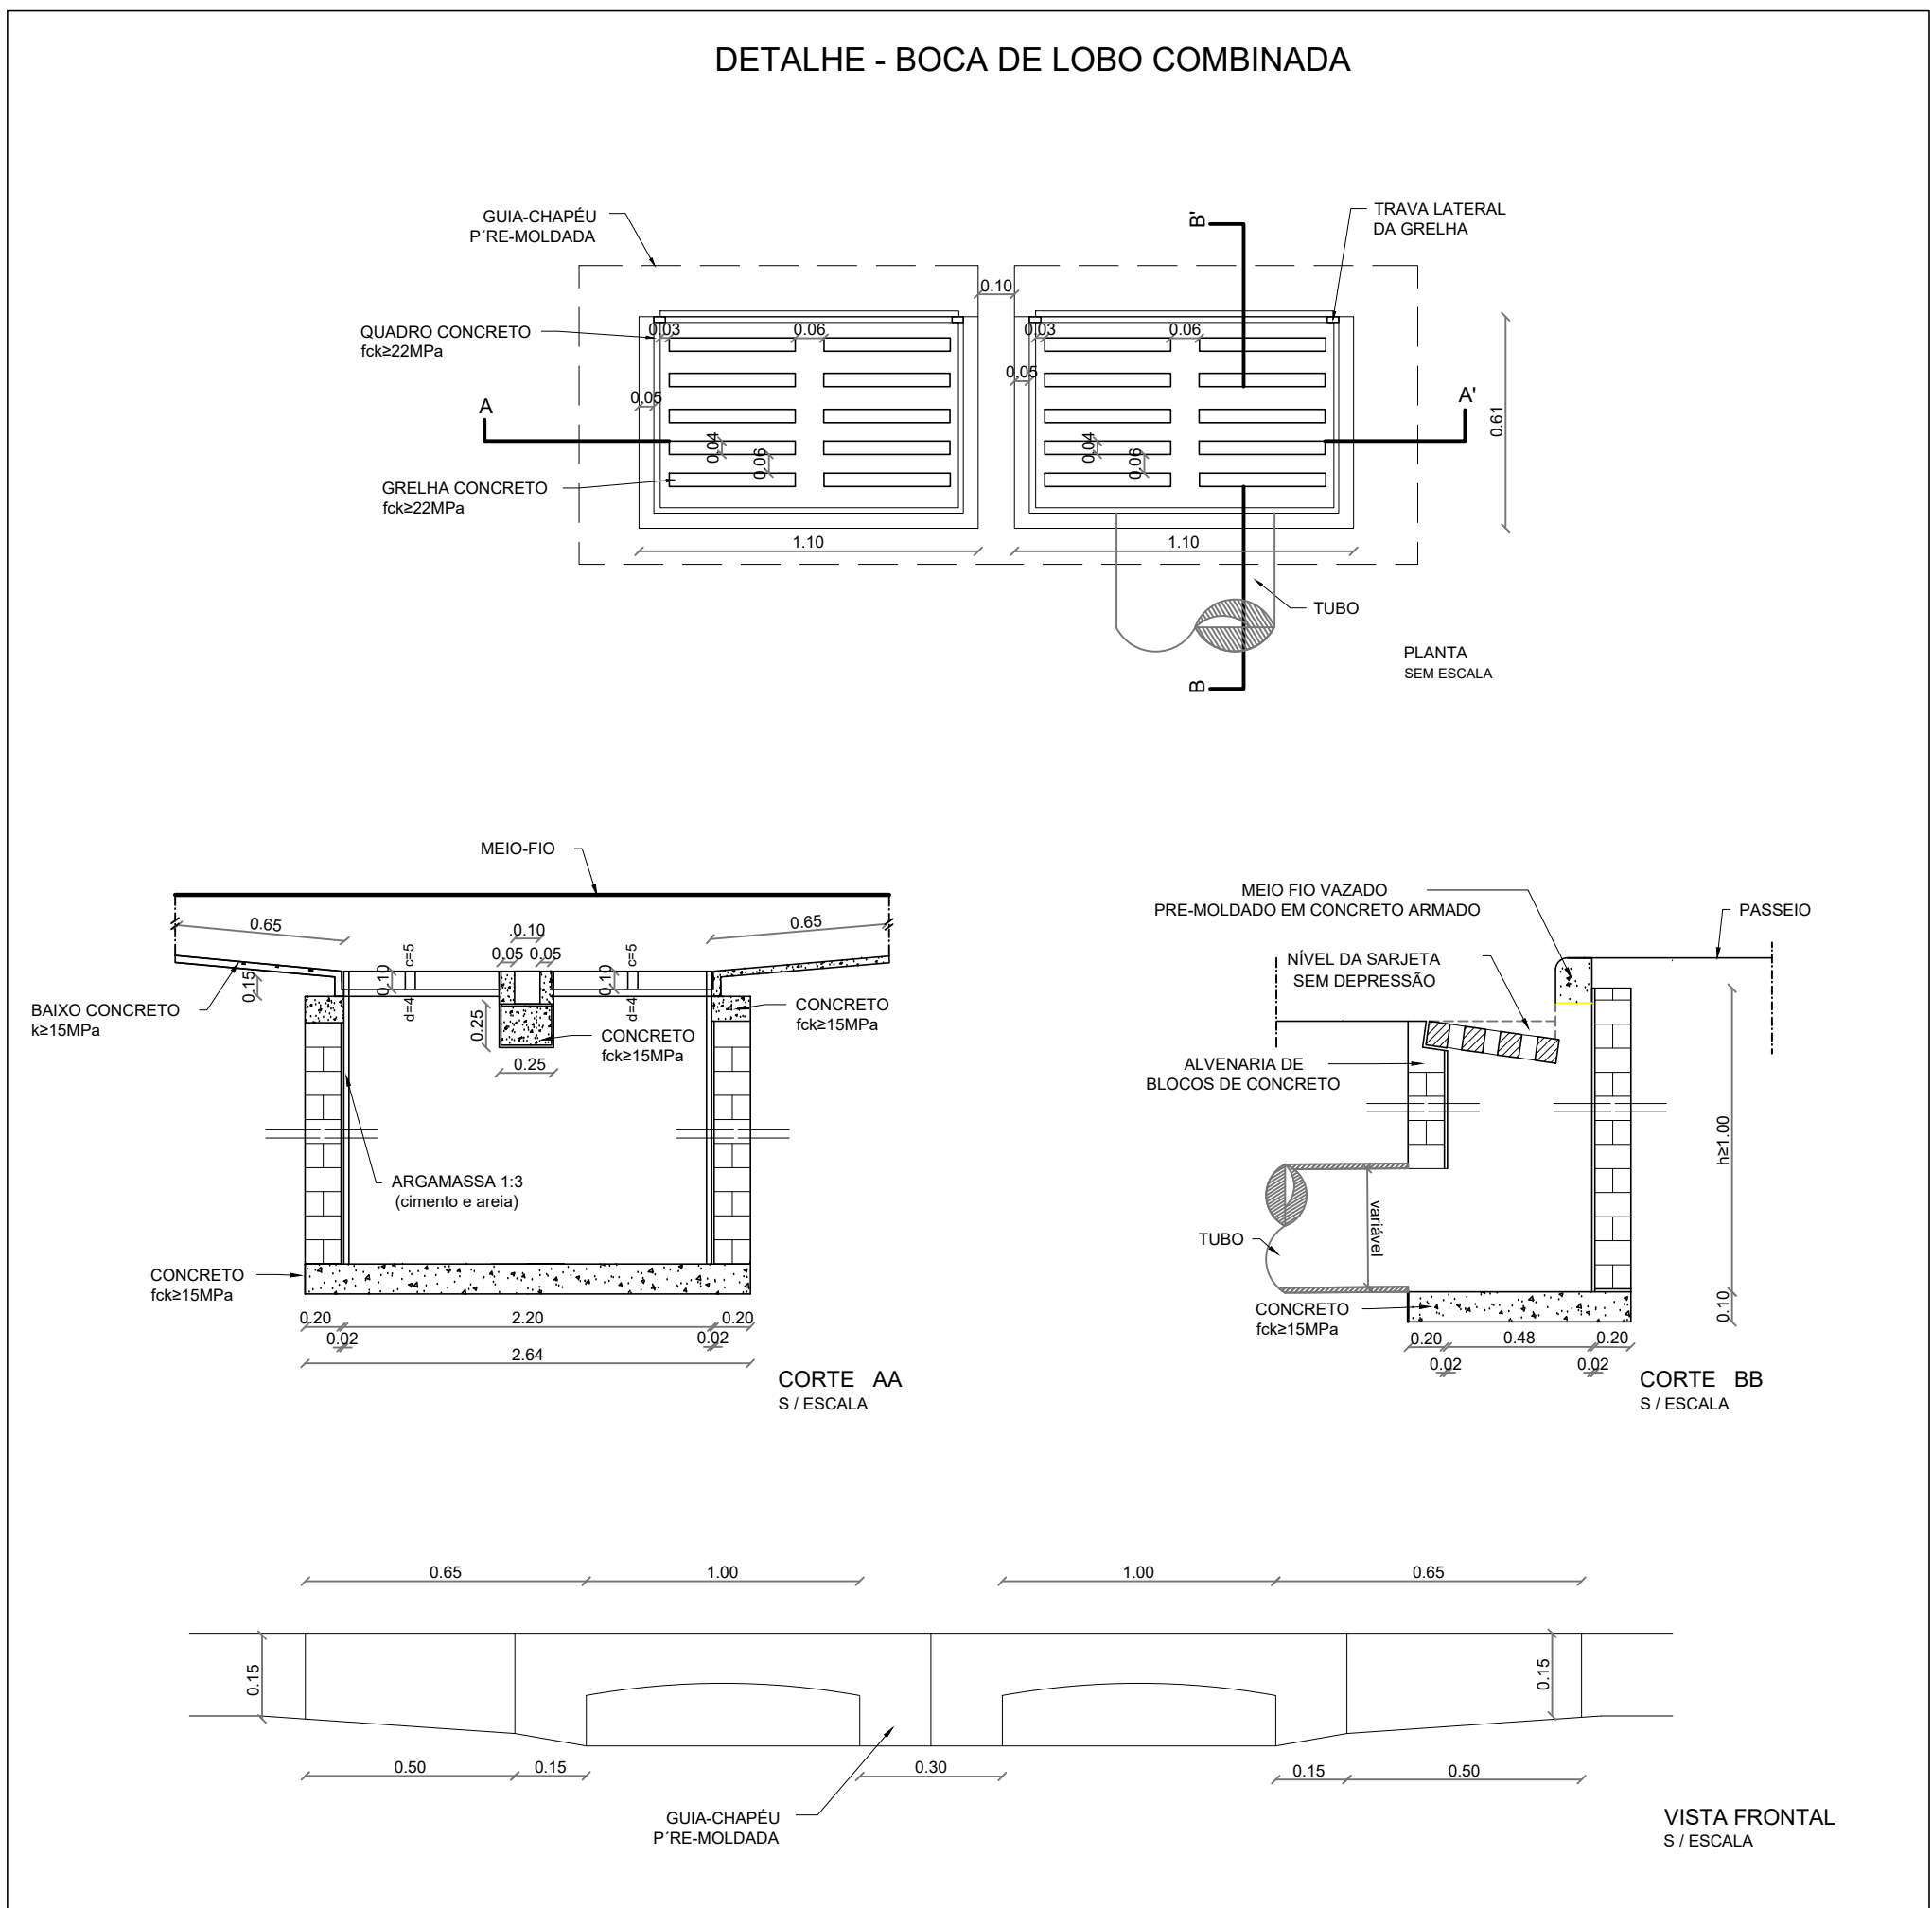 DETALHE - BOCA DE LOBO COMBINADA
GUIA-CHAPÉU
P´RE-MOLDADA
B'
TRAVA LATERAL
DA GRELHA
0.10
QUADRO CONCRETO
fck≥22MPa
0.03
0.06
0.03
0.06
0.05
0.05
A
A'
0.61
0.04
0.06
0.04
0.06
GRELHA CONCRETO
fck≥22MPa
1.10
1.10
TUBO
B
PLANTA
SEM ESCALA
MEIO-FIO
0.65
0.65
.0.10
0.05
0.05
c=5
c=5
0.10
0.10
0.15
d=4
d=4
BAIXO CONCRETO
k≥15MPa
CONCRETO
fck≥15MPa
0.25
CONCRETO
fck≥15MPa
0.25
ARGAMASSA 1:3
(cimento e areia)
CONCRETO
fck≥15MPa
0.20
2.20
0.20
0.02
0.02
2.64
CORTE AA
S / ESCALA
MEIO FIO VAZADO
PRE-MOLDADO EM CONCRETO ARMADO
PASSEIO
NÍVEL DA SARJETA
SEM DEPRESSÃO
ALVENARIA DE
BLOCOS DE CONCRETO
h≥1.00
variável
TUBO
CONCRETO
fck≥15MPa
0.10
0.20
0.48
0.20
0.02
0.02
CORTE BB
S / ESCALA
0.65
1.00
1.00
0.65
0.15
0.15
0.50
0.15
0.30
0.15
0.50
GUIA-CHAPÉU
P´RE-MOLDADA
VISTA FRONTAL
S / ESCALA